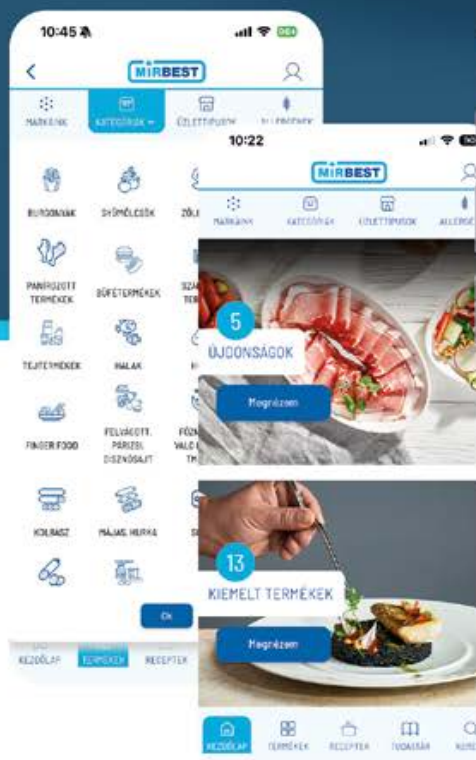 10:45
MIRBEST
MÁRKÁINK
KATEGÓRIÁK
ÜZLETTÍPUSOK
ALLERGÉNEK
BURGONYÁK
GYÜMÖLCSÖK
PANÍROZOTT
TERMÉKEK
BÜFÉTERMÉKEK
TEJTERMÉKEK
HALAK
FINGER FOOD
FELVÁGOTT,
PÁRIZSI,
DISZNÓSAJT
KOLBÁSZ
MÁJAS, HURKA
Ok
KEZDŐLAP
TERMÉKEK
RECEPTEK
10:22
MIRBEST
MÁRKÁINK
KATEGÓRIÁK
ÜZLETTÍPUSOK
5
ÚJDONSÁGOK
Megnézem
13
KIEMELT TERMÉKEK
Megnézem
KEZDŐLAP
TERMÉKEK
RECEPTEK
TUDÁSTÁR